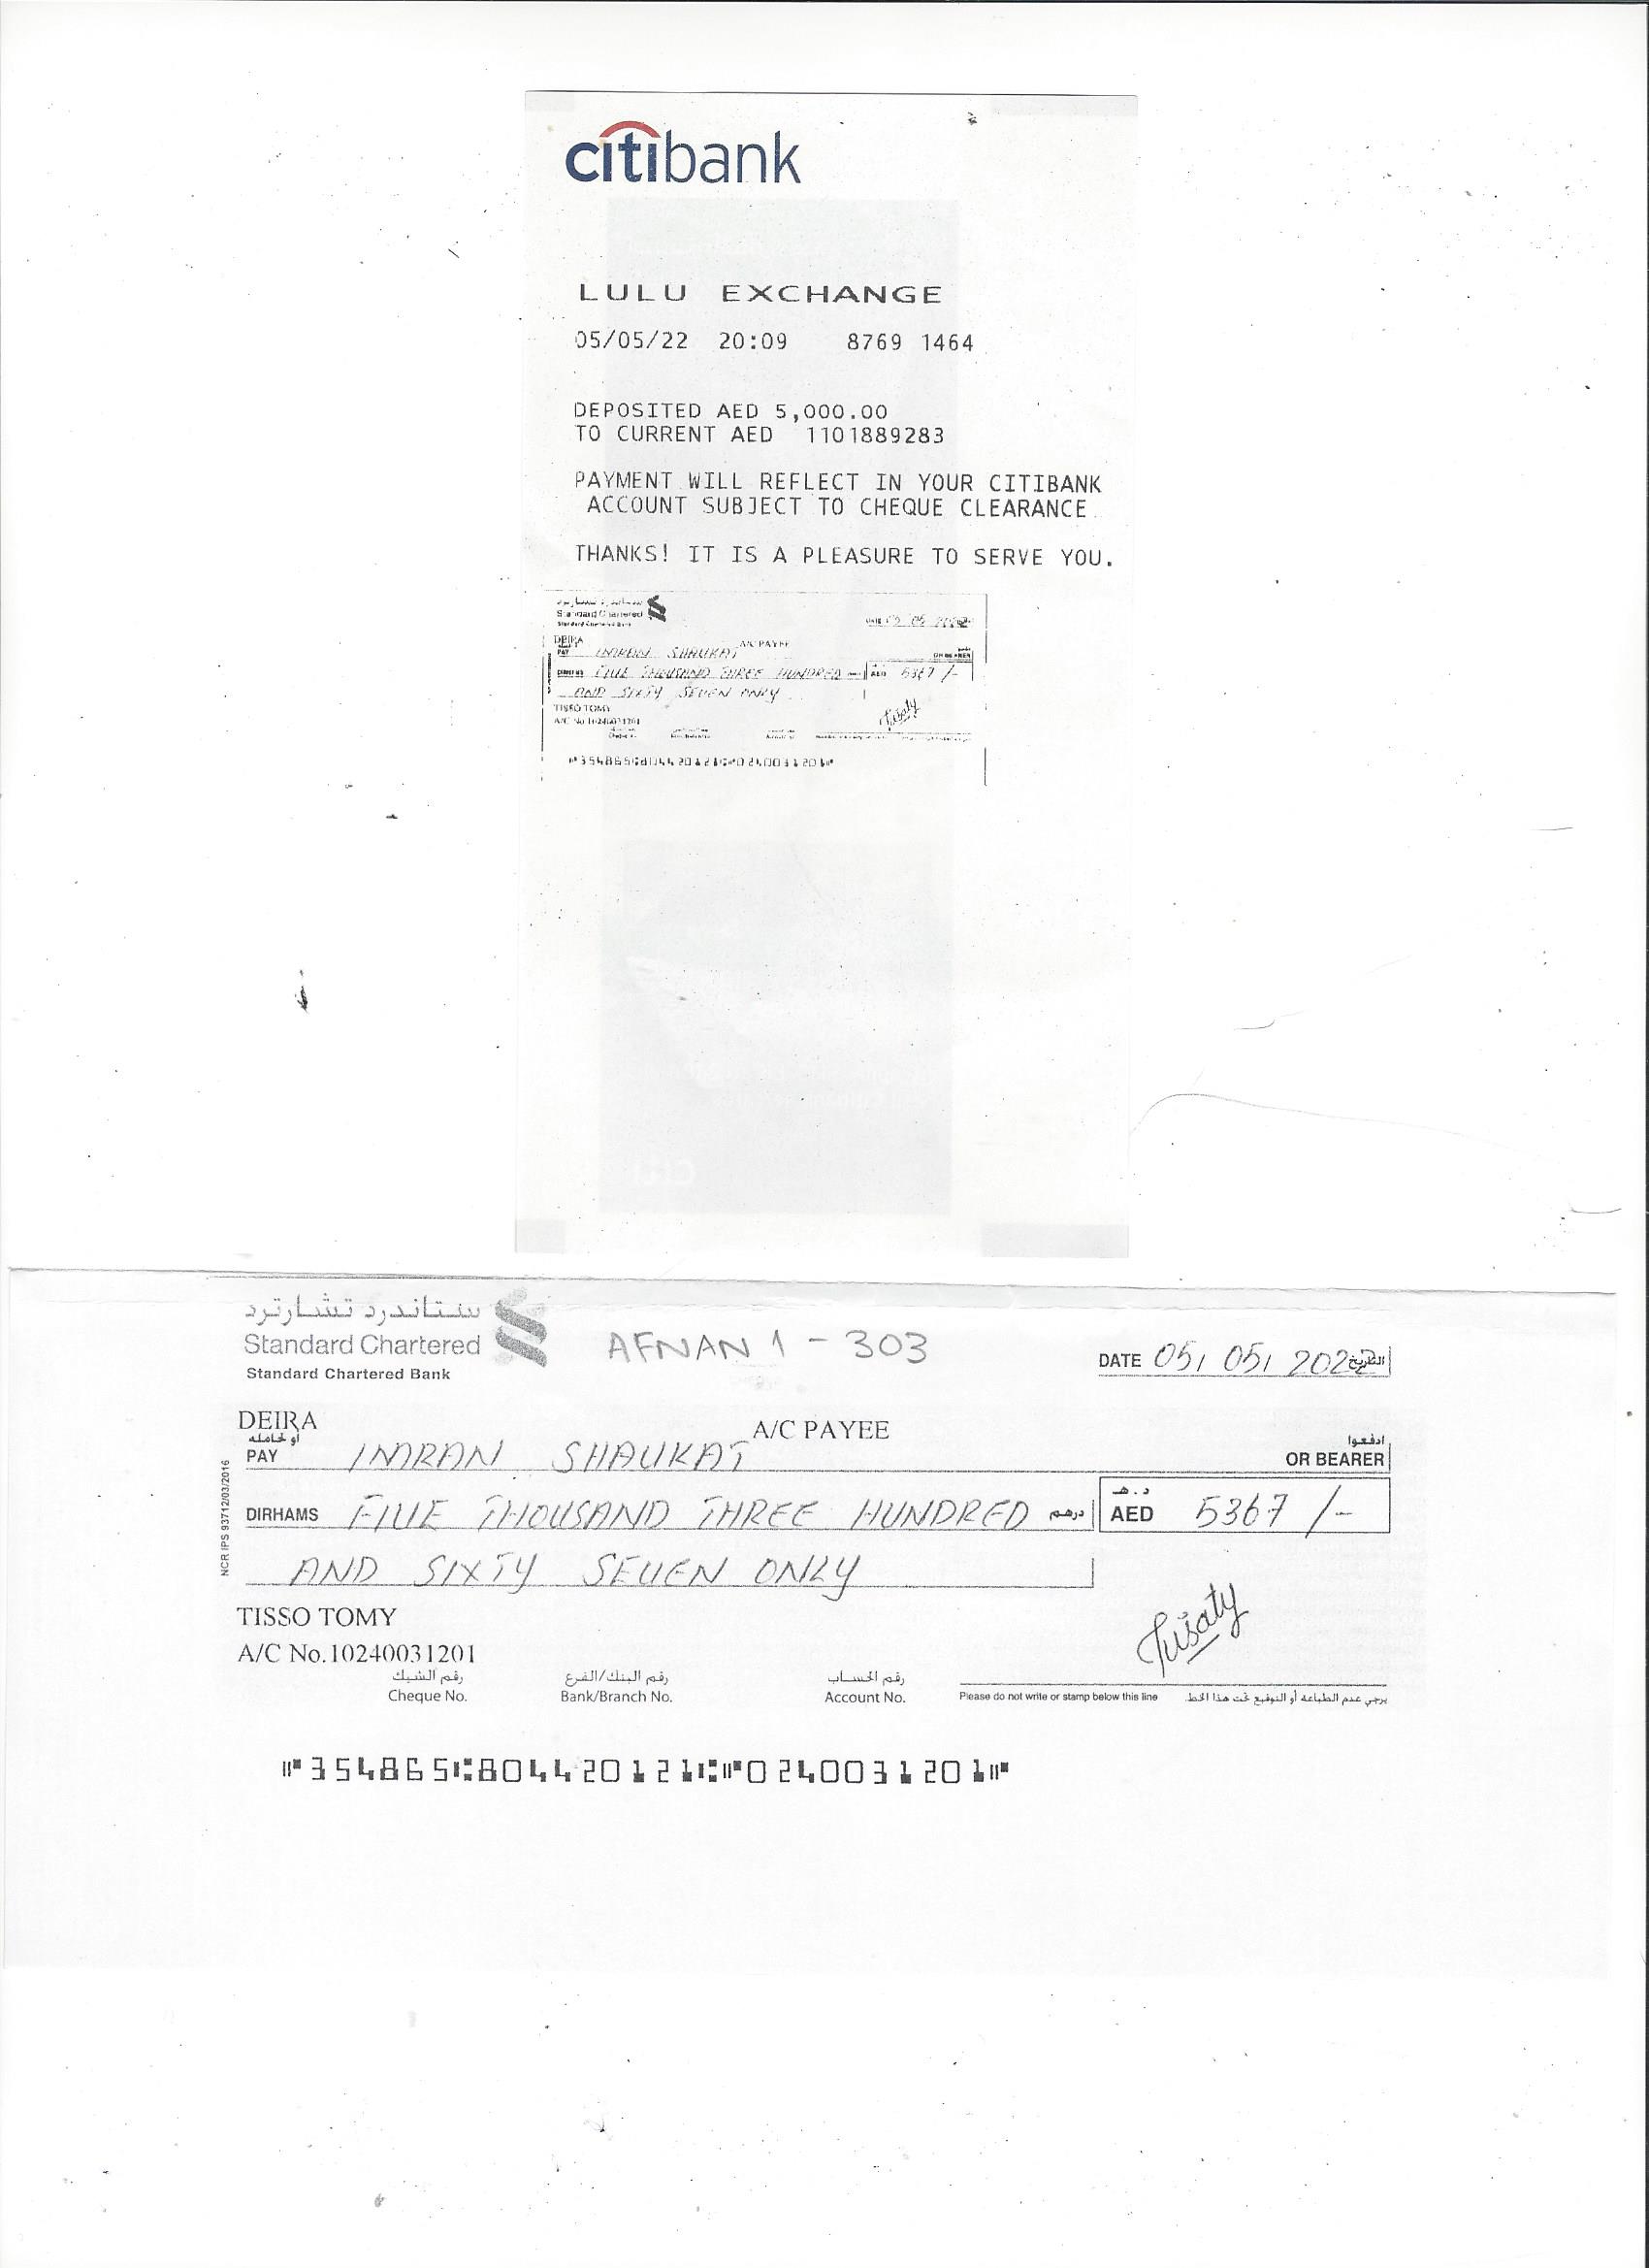 citibank
LULU EXCHANGE
05/05/22 20:09 8769 1464
DEPOSITED AED 5,000.00
TO CURRENT AED 1101889283
PAYMENT WILL REFLECT IN YOUR CITIBANK
ACCOUNT SUBJECT TO CHEQUE CLEARANCE
THANKS! IT IS A PLEASURE TO SERVE YOU.
ستاندرد تشارترد
Standard Chartered
Standard Chartered Bank
DATE 05 05 2022
DEIRA A/C PAYEE
PAY IMRAN SHAUKAT OR BEARER
DIRHAMS FIVE THOUSAND THREE HUNDRED AED 5367 /-
AND SIXTY SEVEN ONLY
TISSO TOMY
A/C No.10240031201
354865 804420121 0240031201
ستاندرد تشارترد
Standard Chartered
Standard Chartered Bank
AFNAN 1 - 303
DATE 05/ 05/ 2022 التاريخ
DEIRA A/C PAYEE
أو لحامله ادفعوا
PAY IMRAN SHAUKAT OR BEARER
DIRHAMS FIVE THOUSAND THREE HUNDRED درهم د.هـ AED 5367 /-
AND SIXTY SEVEN ONLY
NCR IPS 93712/03/2016
TISSO TOMY
A/C No.10240031201
رقم الشيك رقم البنك/الفرع رقم الحساب
Cheque No. Bank/Branch No. Account No. Please do not write or stamp below this line يرجى عدم الطباعة أو التوقيع تحت هذا الخط
354865 804420121 0240031201